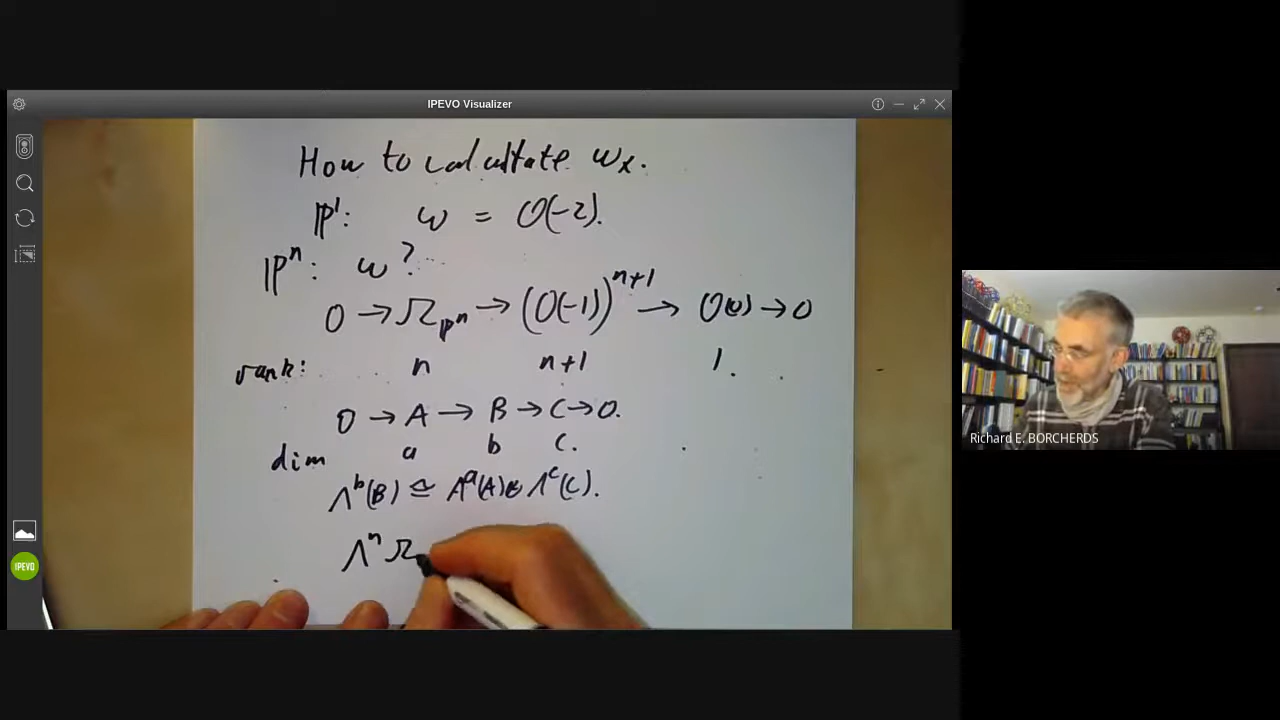 IPEVO Visualizer
How to calculate ωx.
ℙ¹: ω = O(-2).
ℙⁿ: ω?
0 → Ω_ℙⁿ → (O(-1))ⁿ⁺¹ → O(0) → 0
rank: n n+1 1.
0 → A → B → C → 0.
dim a b c.
Λᵇ(B) ≅ Λᵃ(A) ⊗ Λᶜ(C).
Λⁿ Ω
Richard E. BORCHERDS
IPEVO